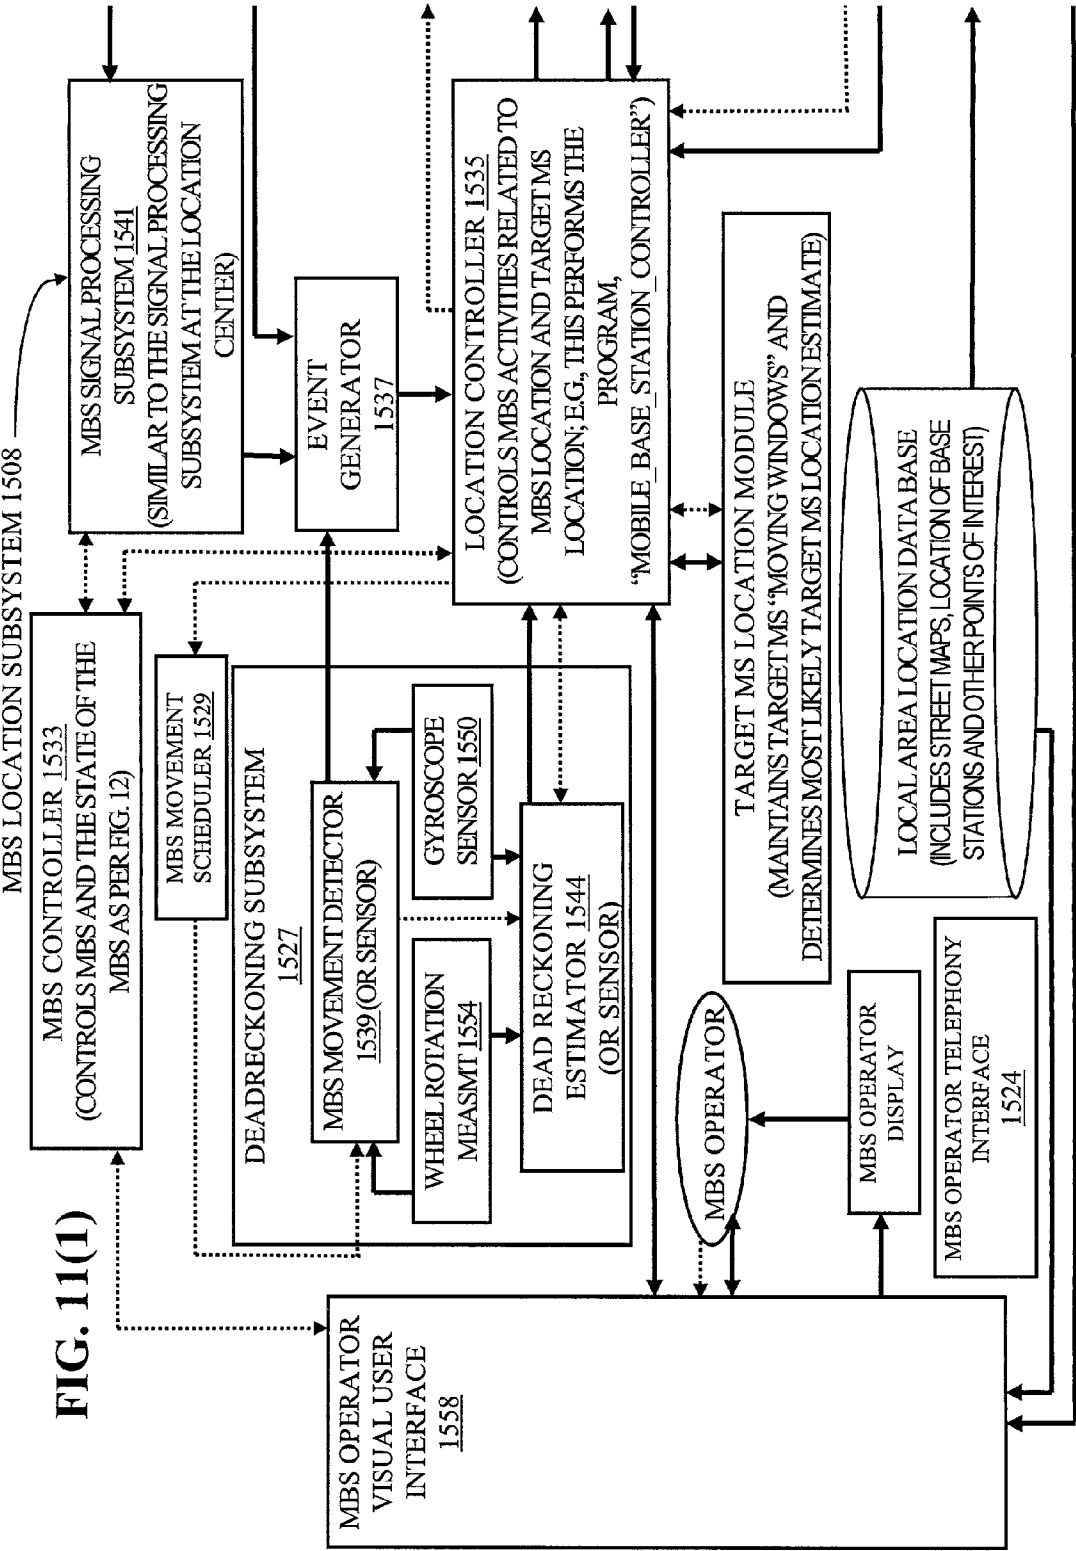 FIG. 11(1)
MBS LOCATION SUBSYSTEM 1508
MBS CONTROLLER 1533
(CONTROLS MBS AND THE STATE OF THE
MBS AS PER FIG. 12)
MBS SIGNAL PROCESSING
SUBSYSTEM 1541
(SIMILAR TO THE SIGNAL PROCESSING
SUBSYSTEM AT THE LOCATION
CENTER)
MBS MOVEMENT
SCHEDULER 1529
DEADRECKONING SUBSYSTEM
1527
MBS MOVEMENT DETECTOR
1539 (OR SENSOR)
WHEEL ROTATION
MEASMT 1554
GYROSCOPE
SENSOR 1550
DEAD RECKONING
ESTIMATOR 1544
(OR SENSOR)
EVENT
GENERATOR
1537
LOCATION CONTROLLER 1535
(CONTROLS MBS ACTIVITIES RELATED TO
MBS LOCATION AND TARGET MS
LOCATION; E.G., THIS PERFORMS THE
PROGRAM,
“MOBILE_BASE_STATION_CONTROLLER”)
MBS OPERATOR
VISUAL USER
INTERFACE
1558
MBS OPERATOR
MBS OPERATOR
DISPLAY
MBS OPERATOR TELEPHONY
INTERFACE
1524
TARGET MS LOCATION MODULE
(MAINTAINS TARGET MS “MOVING WINDOWS” AND
DETERMINES MOST LIKELY TARGET MS LOCATION ESTIMATE)
LOCAL AREA LOCATION DATA BASE
(INCLUDES STREET MAPS, LOCATION OF BASE
STATIONS AND OTHER POINTS OF INTEREST)